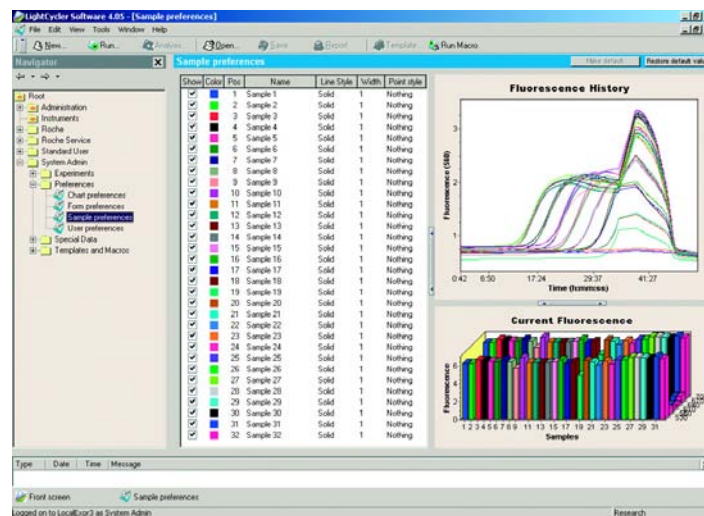 LightCycler Software 4.05 - [Sample preferences]
File Edit View Tools Window Help
New... Run... Analysis... Open... Save Report Template... Run Macro
Navigator
Sample preferences
Make default Restore default
Root
Administration
Instruments
Roche
Roche Service
Standard User
System Admin
Experiments
Preferences
Chart preferences
Form preferences
Sample preferences
User preferences
Special Data
Templates and Macros
Show Color Pos Name Line Style Width Point style
1 Sample 1 Solid 1 Nothing
2 Sample 2 Solid 1 Nothing
3 Sample 3 Solid 1 Nothing
4 Sample 4 Solid 1 Nothing
5 Sample 5 Solid 1 Nothing
6 Sample 6 Solid 1 Nothing
7 Sample 7 Solid 1 Nothing
8 Sample 8 Solid 1 Nothing
9 Sample 9 Solid 1 Nothing
10 Sample 10 Solid 1 Nothing
11 Sample 11 Solid 1 Nothing
12 Sample 12 Solid 1 Nothing
13 Sample 13 Solid 1 Nothing
14 Sample 14 Solid 1 Nothing
15 Sample 15 Solid 1 Nothing
16 Sample 16 Solid 1 Nothing
17 Sample 17 Solid 1 Nothing
18 Sample 18 Solid 1 Nothing
19 Sample 19 Solid 1 Nothing
20 Sample 20 Solid 1 Nothing
21 Sample 21 Solid 1 Nothing
22 Sample 22 Solid 1 Nothing
23 Sample 23 Solid 1 Nothing
24 Sample 24 Solid 1 Nothing
25 Sample 25 Solid 1 Nothing
26 Sample 26 Solid 1 Nothing
27 Sample 27 Solid 1 Nothing
28 Sample 28 Solid 1 Nothing
29 Sample 29 Solid 1 Nothing
30 Sample 30 Solid 1 Nothing
31 Sample 31 Solid 1 Nothing
32 Sample 32 Solid 1 Nothing
Fluorescence History
Fluorescence
3
2
1
0:42 6:50 17:24 29:37 41:27
Time (h:mm:ss)
Current Fluorescence
Fluorescence
6
4
2
0
1 2 3 4 5 6 7 8 9 11 13 15 17 19 21 23 25 27 29 31
Samples
Type Date Time Message
Front screen Sample preferences
Logged on to LocalExor3 as System Admin Research